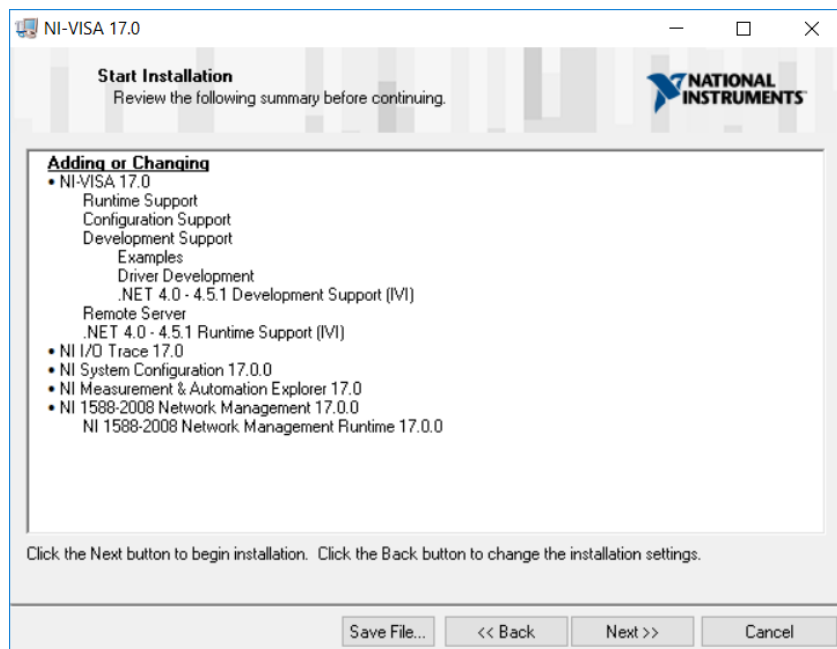 NI-VISA 17.0
Start Installation
Review the following summary before continuing.
NATIONAL
INSTRUMENTS™
Adding or Changing
• NI-VISA 17.0
Runtime Support
Configuration Support
Development Support
Examples
Driver Development
.NET 4.0 - 4.5.1 Development Support (IVI)
Remote Server
.NET 4.0 - 4.5.1 Runtime Support (IVI)
• NI I/O Trace 17.0
• NI System Configuration 17.0.0
• NI Measurement & Automation Explorer 17.0
• NI 1588-2008 Network Management 17.0.0
NI 1588-2008 Network Management Runtime 17.0.0
Click the Next button to begin installation.  Click the Back button to change the installation settings.
Save File... << Back Next >> Cancel